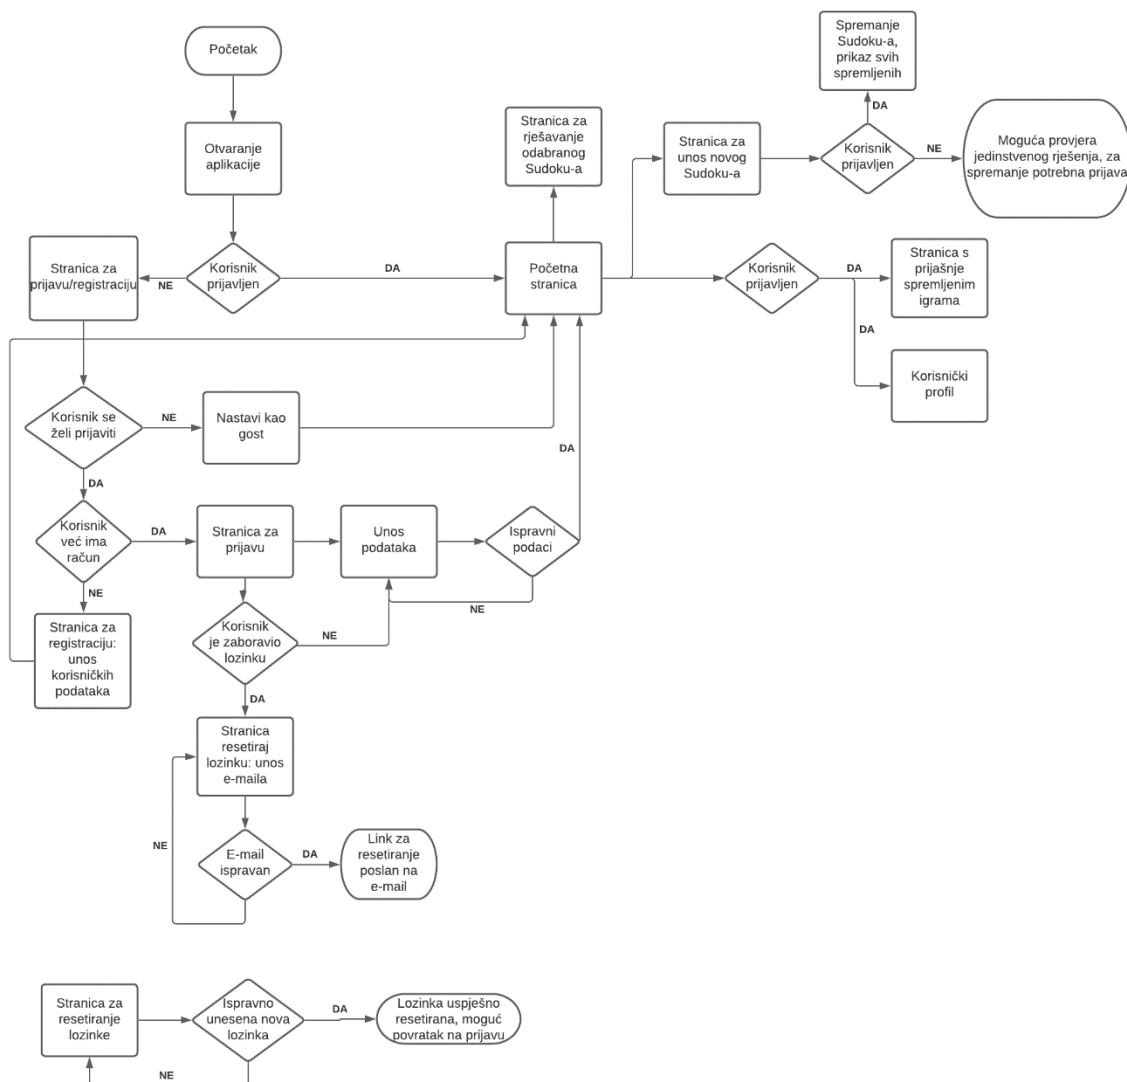 Početak
Otvaranje
aplikacije
Korisnik
prijavljen
NE
DA
Stranica za
prijavu/registraciju
Početna
stranica
Stranica za
rješavanje
odabranog
Sudoku-a
Stranica za
unos novog
Sudoku-a
Korisnik
prijavljen
DA
NE
Spremanje
Sudoku-a,
prikaz svih
spremljenih
Moguća provjera
jedinstvenog rješenja, za
spremanje potrebna prijava
Korisnik
prijavljen
DA
DA
Stranica s
prijašnje
spremljenim
igrama
Korisnički
profil
Korisnik se
želi prijaviti
NE
DA
Nastavi kao
gost
Korisnik
već ima
račun
DA
NE
Stranica za
registraciju:
unos
korisničkih
podataka
Stranica za
prijavu
Unos
podataka
Ispravni
podaci
DA
NE
Korisnik
je zaboravio
lozinku
NE
DA
Stranica
resetiraj
lozinku: unos
e-maila
E-mail
ispravan
NE
DA
Link za
resetiranje
poslan na
e-mail
Stranica za
resetiranje
lozinke
Ispravno
unesena nova
lozinka
DA
NE
Lozinka uspješno
resetirana, moguć
povratak na prijavu